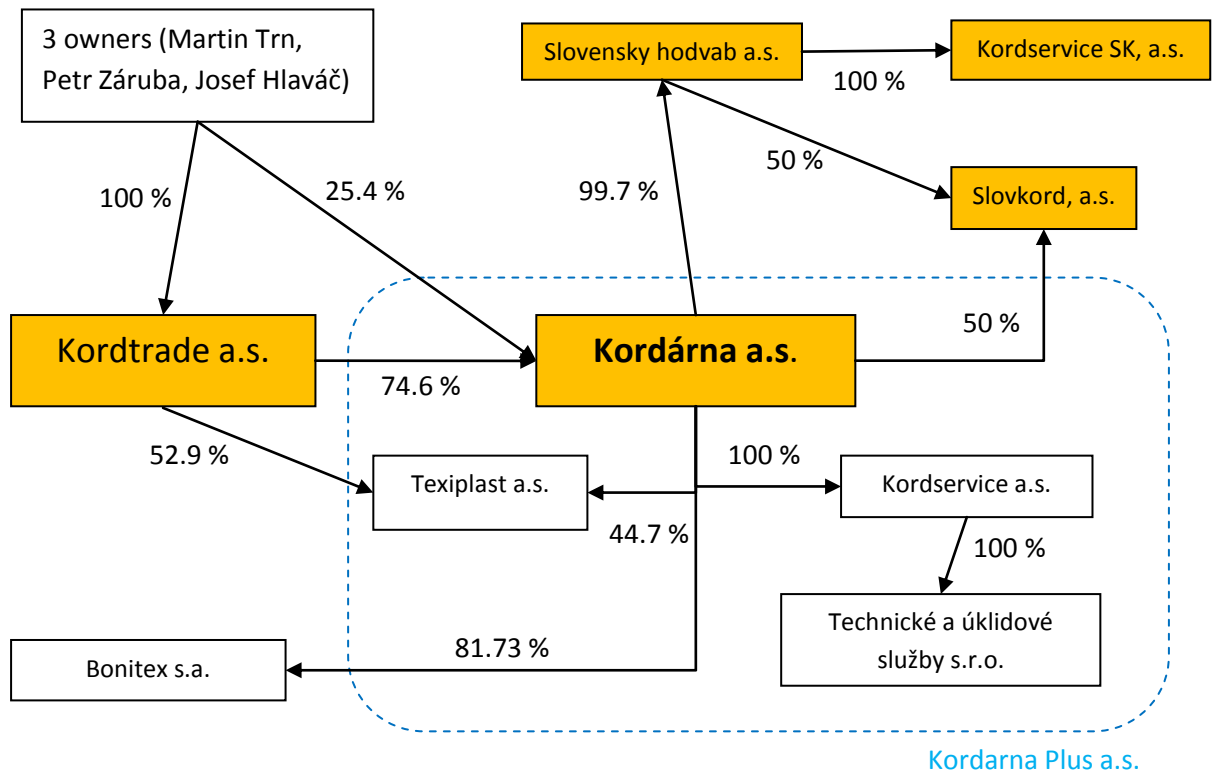 3 owners (Martin Trn,
Petr Záruba, Josef Hlaváč)
Slovensky hodvab a.s.
Kordservice SK, a.s.
100 %
50 %
100 %
25.4 %
99.7 %
Slovkord, a.s.
Kordtrade a.s.
Kordárna a.s.
50 %
74.6 %
52.9 %
Texiplast a.s.
100 %
Kordservice a.s.
44.7 %
100 %
Technické a úklidové
služby s.r.o.
81.73 %
Bonitex s.a.
Kordarna Plus a.s.